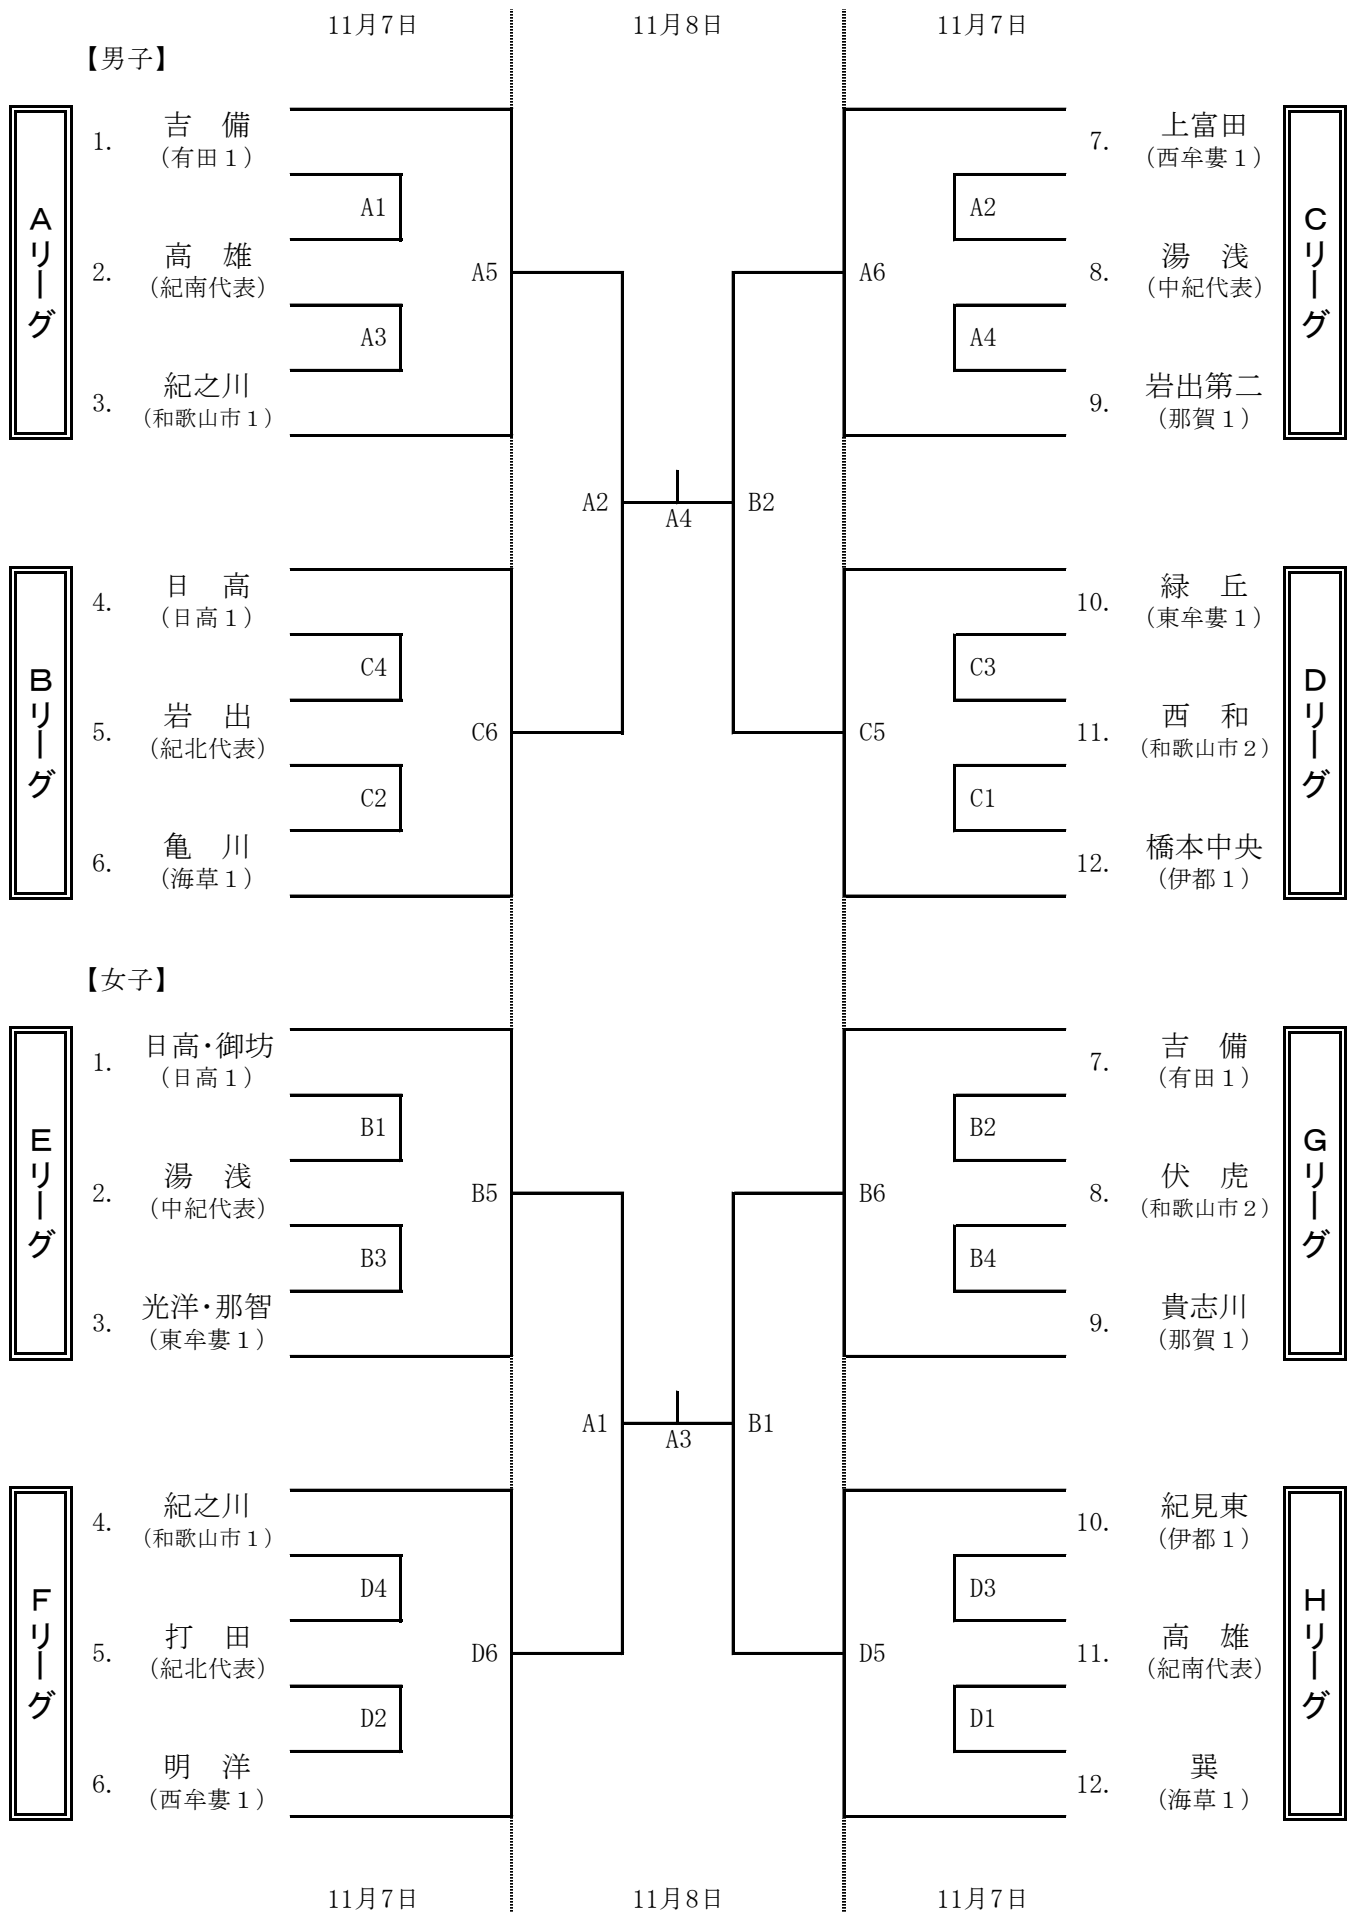 11月7日
11月8日
11月7日
【男子】
Aリーグ
1.
吉　備
（有田１）
A1
2.
高　雄
（紀南代表）
A5
A3
3.
紀之川
（和歌山市１）
Bリーグ
4.
日　高
（日高１）
C4
5.
岩　出
（紀北代表）
C6
C2
6.
亀　川
（海草１）
A2
A4
B2
Cリーグ
7.
上富田
（西牟婁１）
A2
8.
湯　浅
（中紀代表）
A6
A4
9.
岩出第二
（那賀１）
Dリーグ
10.
緑　丘
（東牟婁１）
C3
11.
西　和
（和歌山市２）
C5
C1
12.
橋本中央
（伊都１）
【女子】
Eリーグ
1.
日高・御坊
（日高１）
B1
2.
湯　浅
（中紀代表）
B5
B3
3.
光洋・那智
（東牟婁１）
Fリーグ
4.
紀之川
（和歌山市１）
D4
5.
打　田
（紀北代表）
D6
D2
6.
明　洋
（西牟婁１）
A1
A3
B1
Gリーグ
7.
吉　備
（有田１）
B2
8.
伏　虎
（和歌山市２）
B6
B4
9.
貴志川
（那賀１）
Hリーグ
10.
紀見東
（伊都１）
D3
11.
高　雄
（紀南代表）
D5
D1
12.
巽
（海草１）
11月7日
11月8日
11月7日